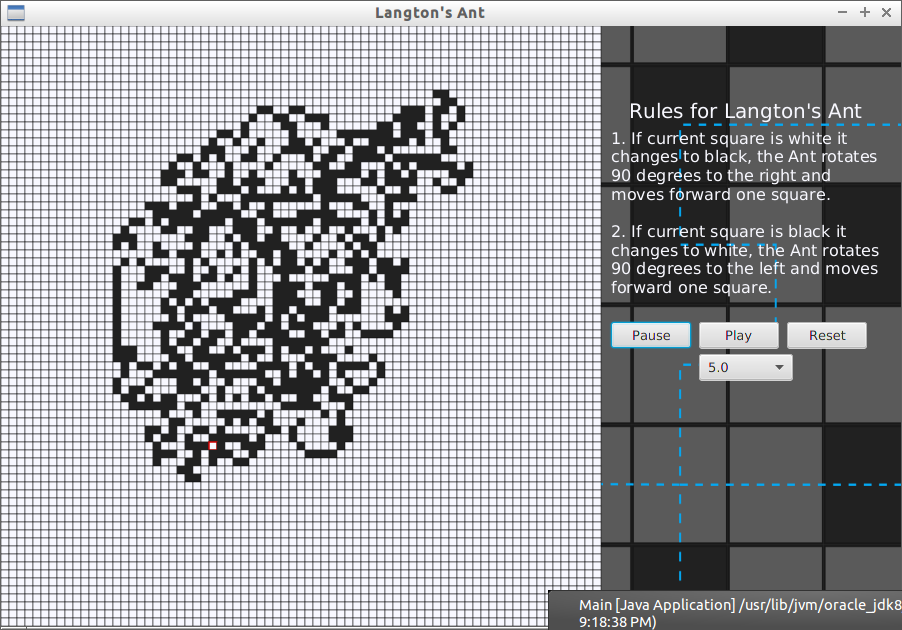 Langton's Ant
Rules for Langton's Ant
1. If current square is white it
changes to black, the Ant rotates
90 degrees to the right and
moves forward one square.
2. If current square is black it
changes to white, the Ant rotates
90 degrees to the left and moves
forward one square.
Pause Play Reset
5.0
Main [Java Application] /usr/lib/jvm/oracle_jdk8
9:18:38 PM)